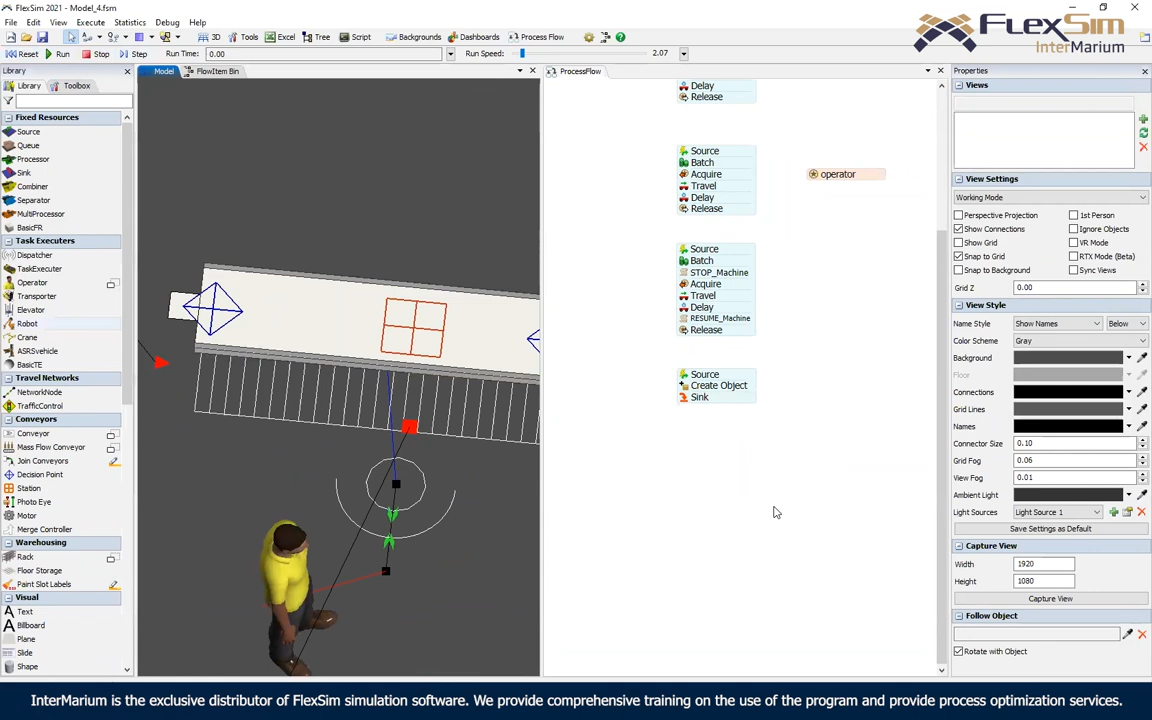 FlexSim 2021 - Model_4.fsm
File Edit View Execute Statistics Debug Help
Tools Excel Tree Script Backgrounds Dashboards Process Flow
3D
Reset Run Stop Step Run Time: 0.00 Run Speed: 2.07
FLEXSIM
InterMarium
Library
Library Toolbox
Fixed Resources
Source
Queue
Processor
Sink
Combiner
Separator
MultiProcessor
BasicFR
Task Executers
Dispatcher
TaskExecuter
Operator
Transporter
Elevator
Robot
Crane
ASRSvehicle
BasicTE
Travel Networks
NetworkNode
TrafficControl
Conveyors
Conveyor
Mass Flow Conveyor
Join Conveyors
Decision Point
Station
Photo Eye
Motor
Merge Controller
Warehousing
Rack
Floor Storage
Paint Slot Labels
Visual
Text
Billboard
Plane
Slide
Shape
Model FlowItem Bin
ProcessFlow
Delay
Release
Source
Batch
Acquire
Travel
Delay
Release
operator
Source
Batch
STOP_Machine
Acquire
Travel
Delay
RESUME_Machine
Release
Source
Create Object
Sink
Properties
Views
View Settings
Working Mode
Perspective Projection 1st Person
Show Connections Ignore Objects
Show Grid VR Mode
Snap to Grid RTX Mode (Beta)
Snap to Background Sync Views
Grid Z 0.00
View Style
Name Style Show Names Below
Color Scheme Gray
Background
Floor
Connections
Grid Lines
Names
Connector Size 0.10
Grid Fog 0.06
View Fog 0.01
Ambient Light
Light Sources Light Source 1
Save Settings as Default
Capture View
Width 1920
Height 1080
Capture View
Follow Object
Rotate with Object
InterMarium is the exclusive distributor of FlexSim simulation software. We provide comprehensive training on the use of the program and provide process optimization services.